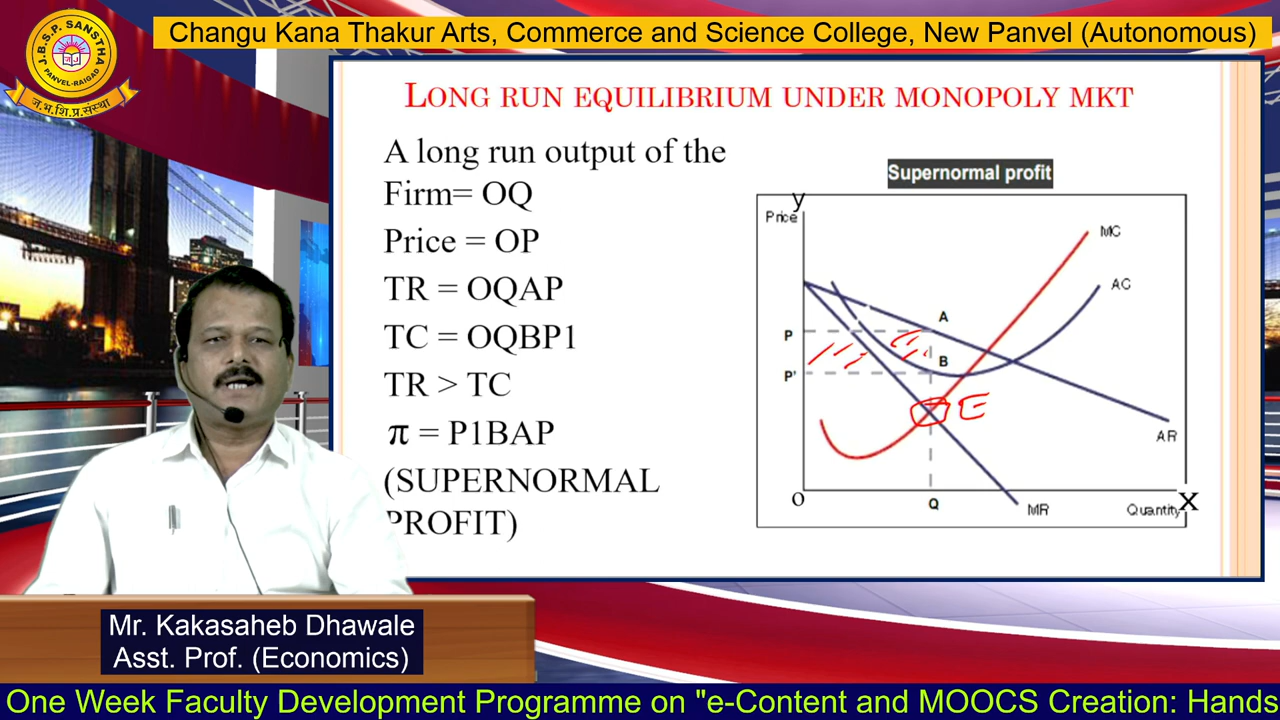 Changu Kana Thakur Arts, Commerce and Science College, New Panvel (Autonomous)
J.B.S.P. SANSTHA
PANVEL-RAIGAD
ज.भ.शि.प्र.संस्था
LONG RUN EQUILIBRIUM UNDER MONOPOLY MKT
A long run output of the
Firm= OQ
Price = OP
TR = OQAP
TC = OQBP1
TR > TC
π = P1BAP
(SUPERNORMAL
PROFIT)
Supernormal profit
y
Price
MC
AC
A
P
B
P'
E
AR
O
Q
MR
Quantity
X
Mr. Kakasaheb Dhawale
Asst. Prof. (Economics)
One Week Faculty Development Programme on "e-Content and MOOCS Creation: Hands